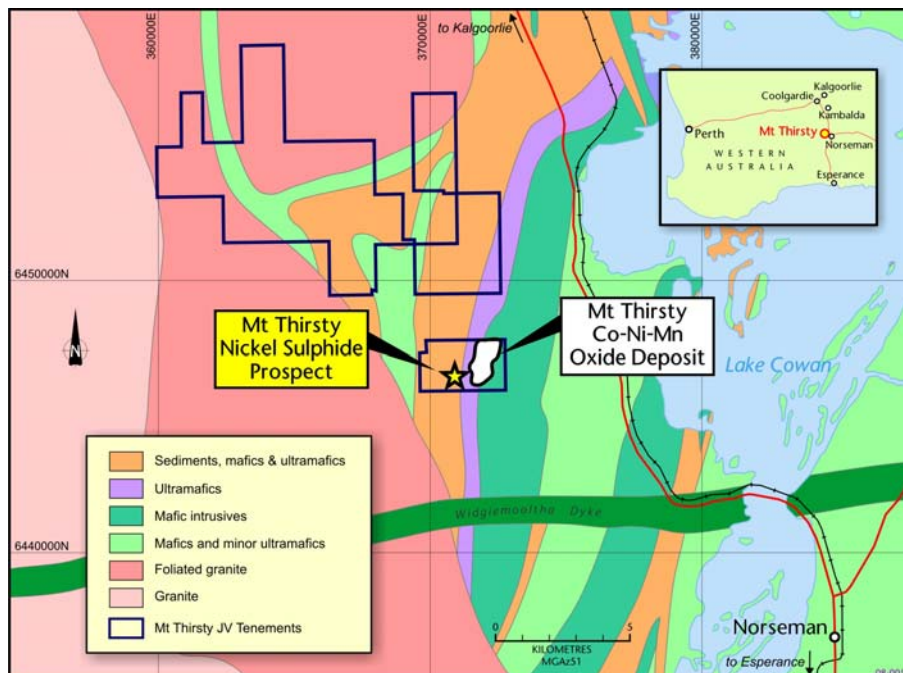 360000E
370000E
380000E
to Kalgoorlie
Kalgoorlie
Coolgardie
Kambalda
Mt Thirsty
Norseman
Perth
WESTERN
AUSTRALIA
Esperance
6450000N
N
Mt Thirsty
Nickel Sulphide
Prospect
Mt Thirsty
Co-Ni-Mn
Oxide Deposit
Lake Cowan
Sediments, mafics & ultramafics
Ultramafics
Mafic intrusives
Mafics and minor ultramafics
Foliated granite
Granite
Mt Thirsty JV Tenements
Widgiemooltha Dyke
6440000N
0
5
KILOMETRES
MGAz51
Norseman
to Esperance